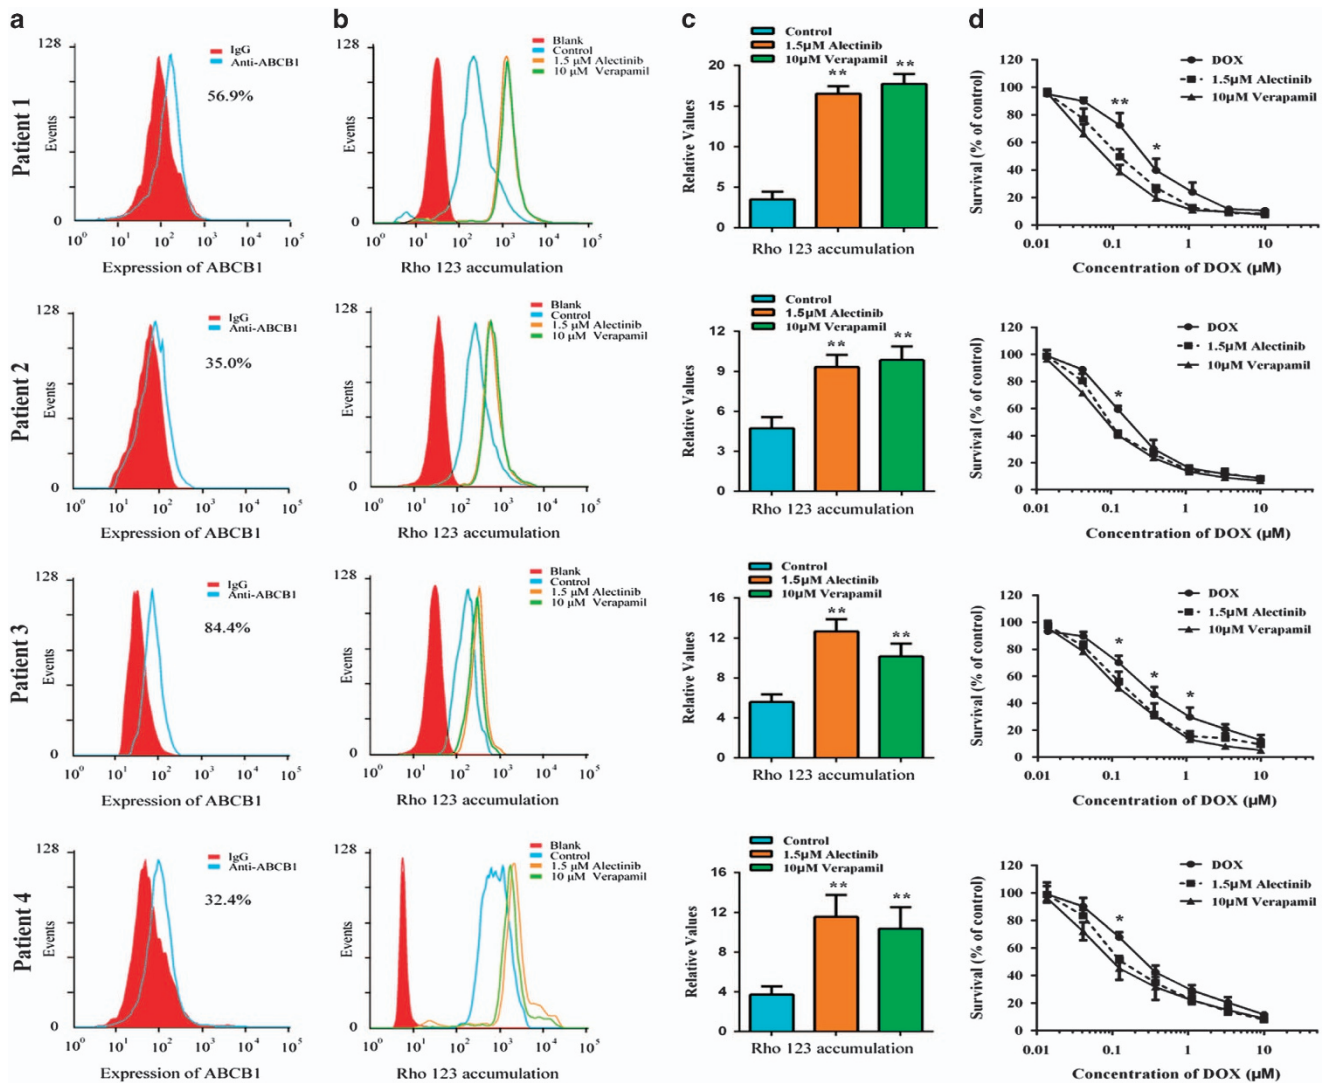 a
b
c
d
Patient 1
128
Events
0
IgG
Anti-ABCB1
56.9%
10⁰ 10¹ 10² 10³ 10⁴ 10⁵
Expression of ABCB1
128
Events
0
Blank
Control
1.5 µM Alectinib
10 µM Verapamil
10⁰ 10¹ 10² 10³ 10⁴ 10⁵
Rho 123 accumulation
Control
1.5µM Alectinib
10µM Verapamil
Relative Values
20
15
10
5
0
** **
Rho 123 accumulation
Survival (% of control)
120
100
80
60
40
20
0
DOX
1.5µM Alectinib
10µM Verapamil
**
*
0.01 0.1 1 10
Concentration of DOX (µM)
Patient 2
128
Events
0
IgG
Anti-ABCB1
35.0%
10⁰ 10¹ 10² 10³ 10⁴ 10⁵
Expression of ABCB1
128
Events
0
Blank
Control
1.5 µM Alectinib
10 µM Verapamil
10⁰ 10¹ 10² 10³ 10⁴ 10⁵
Rho 123 accumulation
Control
1.5µM Alectinib
10µM Verapamil
Relative Values
12
9
6
3
0
** **
Rho 123 accumulation
Survival (% of control)
120
100
80
60
40
20
0
DOX
1.5µM Alectinib
10µM Verapamil
*
0.01 0.1 1 10
Concentration of DOX (µM)
Patient 3
128
Events
0
IgG
Anti-ABCB1
84.4%
10⁰ 10¹ 10² 10³ 10⁴ 10⁵
Expression of ABCB1
128
Events
0
Blank
Control
1.5 µM Alectinib
10 µM Verapamil
10⁰ 10¹ 10² 10³ 10⁴ 10⁵
Rho 123 accumulation
Control
1.5µM Alectinib
10µM Verapamil
Relative Values
16
12
8
4
0
** **
Rho 123 accumulation
Survival (% of control)
120
100
80
60
40
20
0
DOX
1.5µM Alectinib
10µM Verapamil
* * *
0.01 0.1 1 10
Concentration of DOX (µM)
Patient 4
128
Events
0
IgG
Anti-ABCB1
32.4%
10⁰ 10¹ 10² 10³ 10⁴ 10⁵
Expression of ABCB1
128
Events
0
Blank
Control
1.5 µM Alectinib
10 µM Verapamil
10⁰ 10¹ 10² 10³ 10⁴ 10⁵
Rho 123 accumulation
Control
1.5µM Alectinib
10µM Verapamil
Relative Values
16
12
8
4
0
** **
Rho 123 accumulation
Survival (% of control)
120
100
80
60
40
20
0
DOX
1.5µM Alectinib
10µM Verapamil
*
0.01 0.1 1 10
Concentration of DOX (µM)